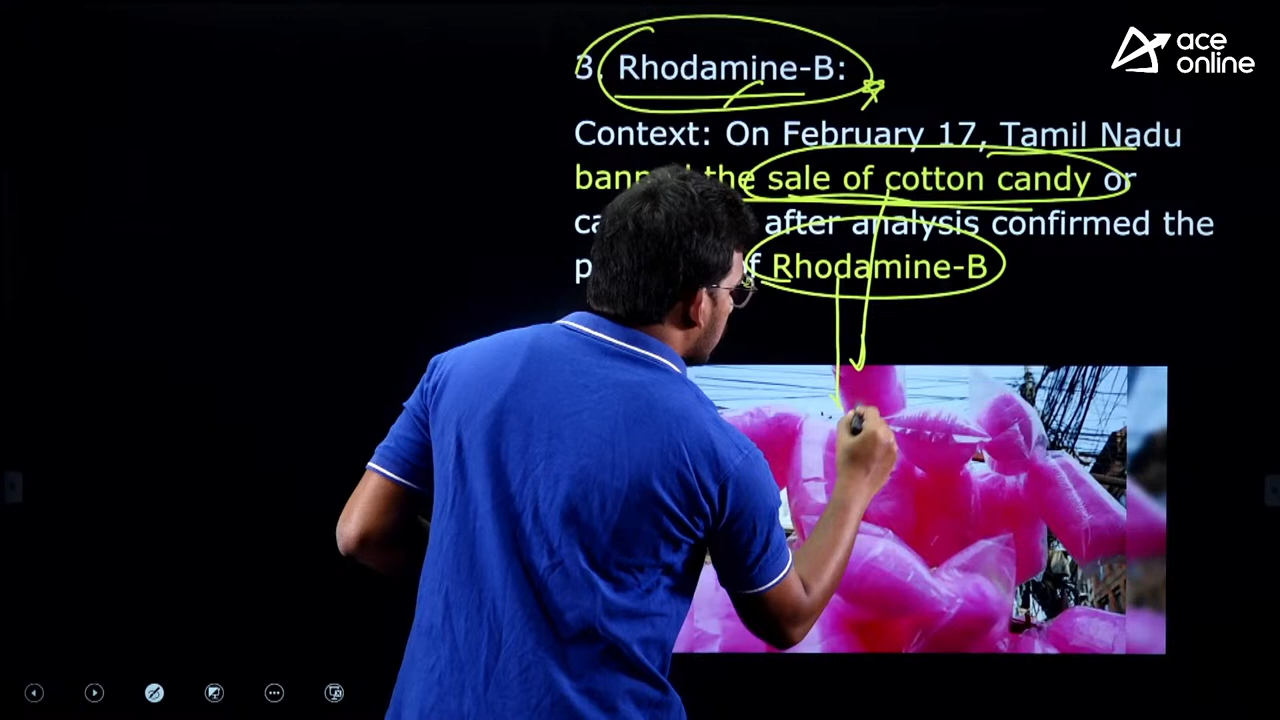 ace
online
3. Rhodamine-B:
Context: On February 17, Tamil Nadu
the sale of cotton candy or
after analysis confirmed the
Rhodamine-B